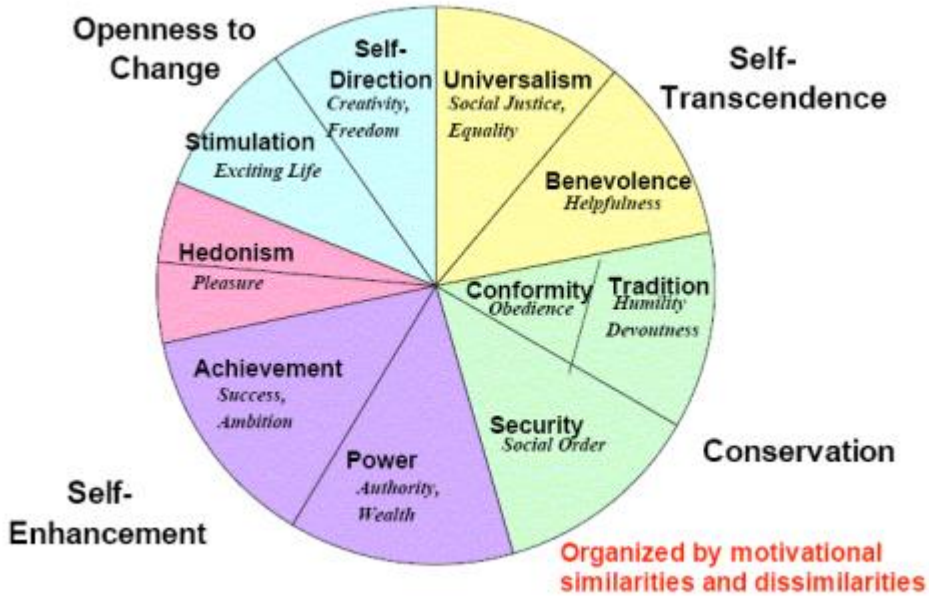 Openness to
Change
Self-
Direction
Creativity,
Freedom
Universalism
Social Justice,
Equality
Self-
Transcendence
Stimulation
Exciting Life
Benevolence
Helpfulness
Hedonism
Pleasure
Conformity
Obedience
Tradition
Humility
Devoutness
Achievement
Success,
Ambition
Security
Social Order
Power
Authority,
Wealth
Conservation
Self-
Enhancement
Organized by motivational
similarities and dissimilarities